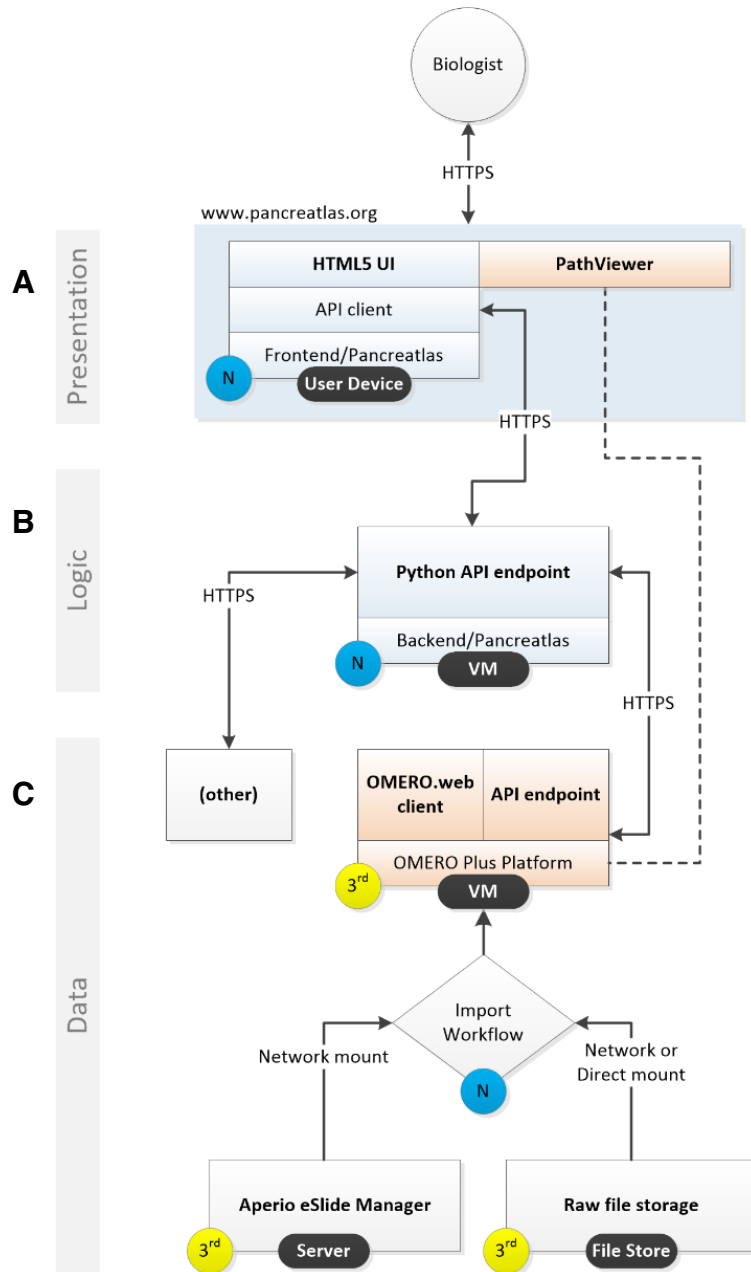 Biologist
HTTPS
www.pancreatlas.org
A
Presentation
HTML5 UI
PathViewer
API client
Frontend/Pancreatlas
N
User Device
HTTPS
B
Logic
Python API endpoint
HTTPS
Backend/Pancreatlas
N
VM
HTTPS
C
Data
(other)
OMERO.web
client
API endpoint
OMERO Plus Platform
3rd
VM
Import
Workflow
N
Network mount
Network or
Direct mount
Aperio eSlide Manager
3rd
Server
Raw file storage
3rd
File Store